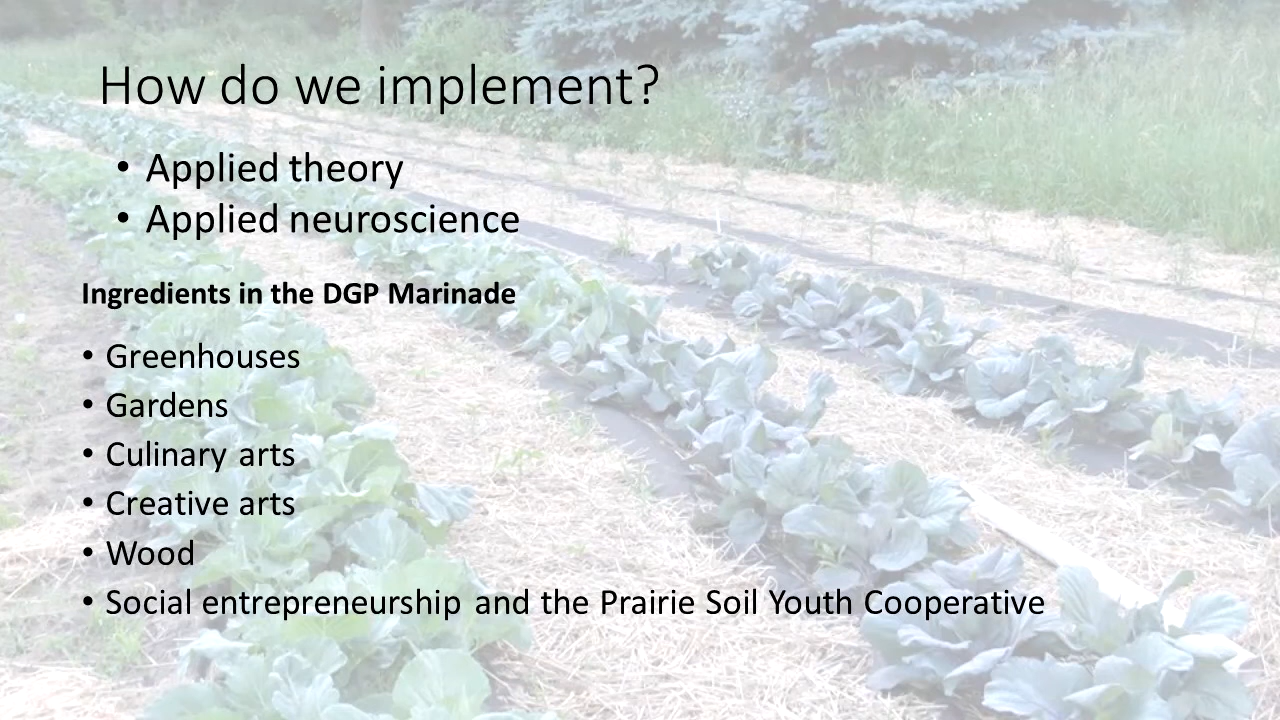 How do we implement?
• Applied theory
• Applied neuroscience
Ingredients in the DGP Marinade
• Greenhouses
• Gardens
• Culinary arts
• Creative arts
• Wood
• Social entrepreneurship and the Prairie Soil Youth Cooperative